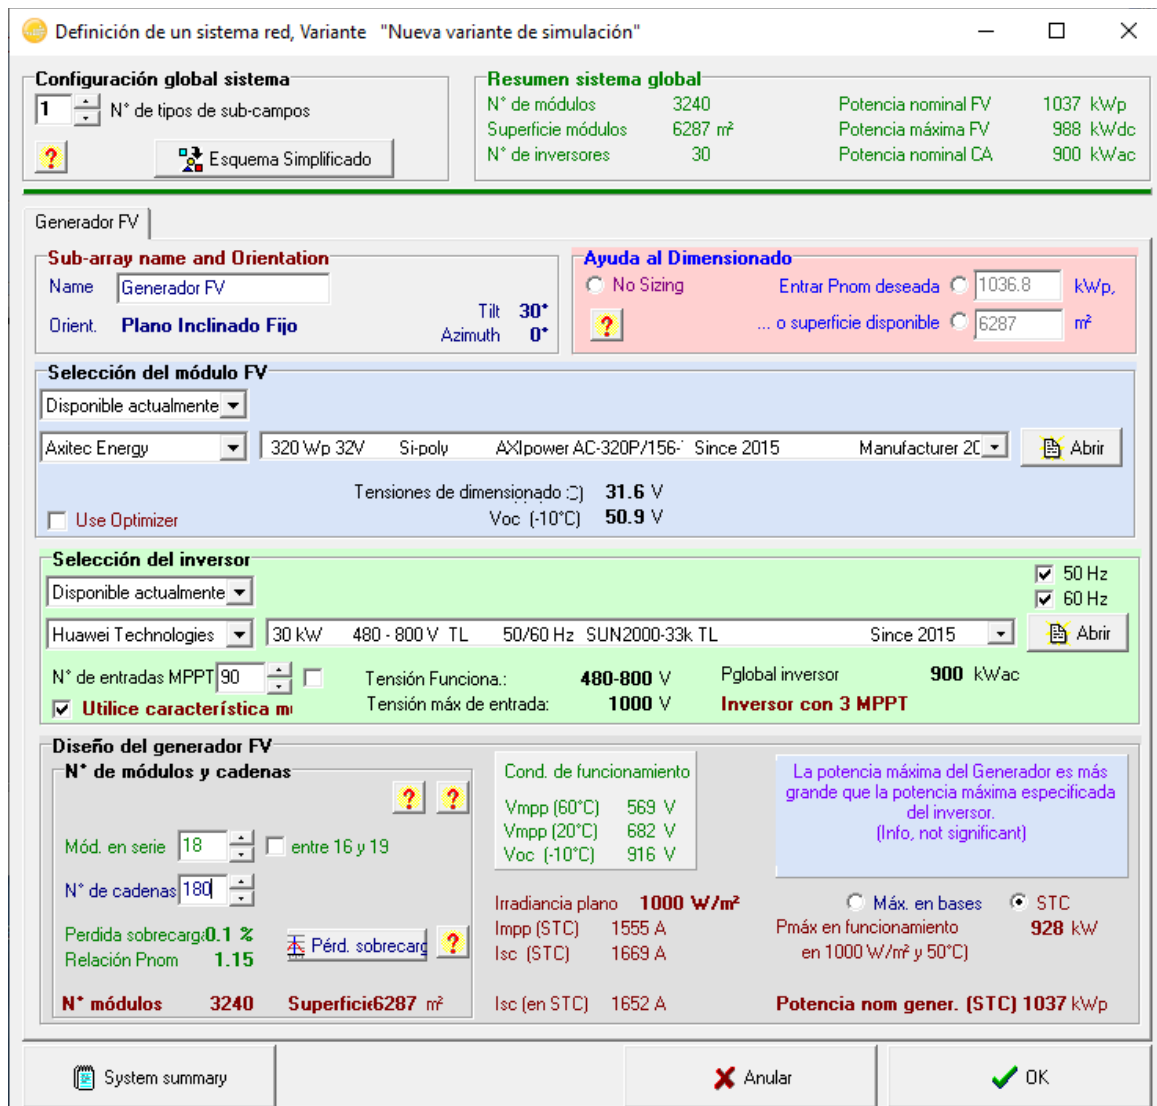 Definición de un sistema red, Variante "Nueva variante de simulación"
Configuración global sistema
1 N° de tipos de sub-campos
? Esquema Simplificado
Resumen sistema global
N° de módulos 3240 Potencia nominal FV 1037 kWp
Superficie módulos 6287 m² Potencia máxima FV 988 kWdc
N° de inversores 30 Potencia nominal CA 900 kWac
Generador FV
Sub-array name and Orientation
Name Generador FV
Orient. Plano Inclinado Fijo
Tilt 30°
Azimuth 0°
Ayuda al Dimensionado
No Sizing Entrar Pnom deseada 1036.8 kWp,
? ... o superficie disponible 6287 m²
Selección del módulo FV
Disponible actualmente
Axitec Energy 320 Wp 32V Si-poly AXIpower AC-320P/156- Since 2015 Manufacturer 20 Abrir
Tensiones de dimensionado 31.6 V
Use Optimizer Voc (-10°C) 50.9 V
Selección del inversor
Disponible actualmente
50 Hz
60 Hz
Huawei Technologies 30 kW 480 - 800 V TL 50/60 Hz SUN2000-33k TL Since 2015 Abrir
N° de entradas MPPT 90 Tensión Funciona.: 480-800 V Pglobal inversor 900 kWac
Utilice característica Tensión máx de entrada: 1000 V Inversor con 3 MPPT
Diseño del generador FV
N° de módulos y cadenas
? ?
Mód. en serie 18 entre 16 y 19
N° de cadenas 180
Perdida sobrecarg: 0.1 %
Relación Pnom 1.15
Pérd. sobrecarg ?
N° módulos 3240 Superficie 6287 m²
Cond. de funcionamiento
Vmpp (60°C) 569 V
Vmpp (20°C) 682 V
Voc (-10°C) 916 V
La potencia máxima del Generador es más
grande que la potencia máxima especificada
del inversor.
(Info, not significant)
Irradiancia plano 1000 W/m²
Impp (STC) 1555 A
Isc (STC) 1669 A
Isc (en STC) 1652 A
Máx. en bases STC
Pmáx en funcionamiento 928 kW
en 1000 W/m² y 50°C)
Potencia nom gener. (STC) 1037 kWp
System summary Anular OK